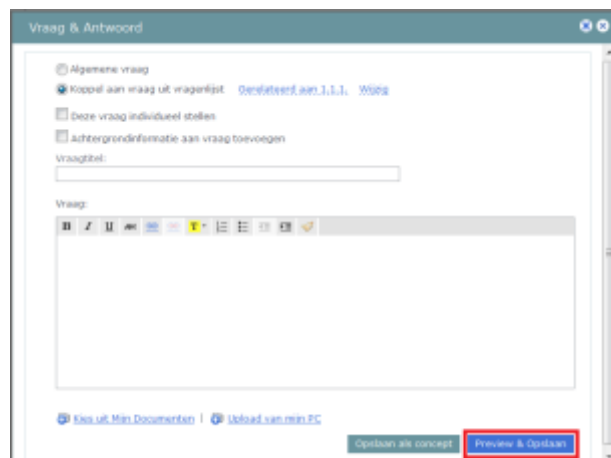 Vraag & Antwoord
Algemene vraag
Koppel aan vraag uit vragenlijst Gerelateerd aan 1.1.1. Wijzig
Deze vraag individueel stellen
Achtergrondinformatie aan vraag toevoegen
Vraagtitel:
Vraag:
B I U ABC T
Kies uit Mijn Documenten | Upload van mijn PC
Opslaan als concept Preview & Opslaan